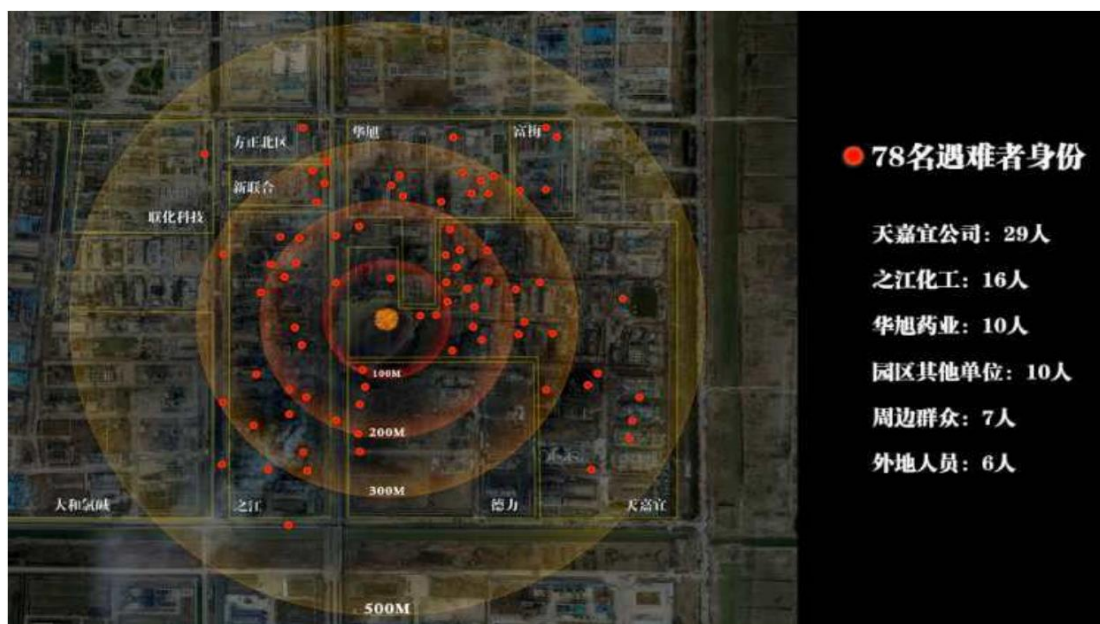 方正北区
华旭
富梅
新联合
联化科技
100M
200M
300M
大和氯碱
之江
德力
天嘉宜
500M
78名遇难者身份
天嘉宜公司：29人
之江化工：16人
华旭药业：10人
园区其他单位：10人
周边群众：7人
外地人员：6人